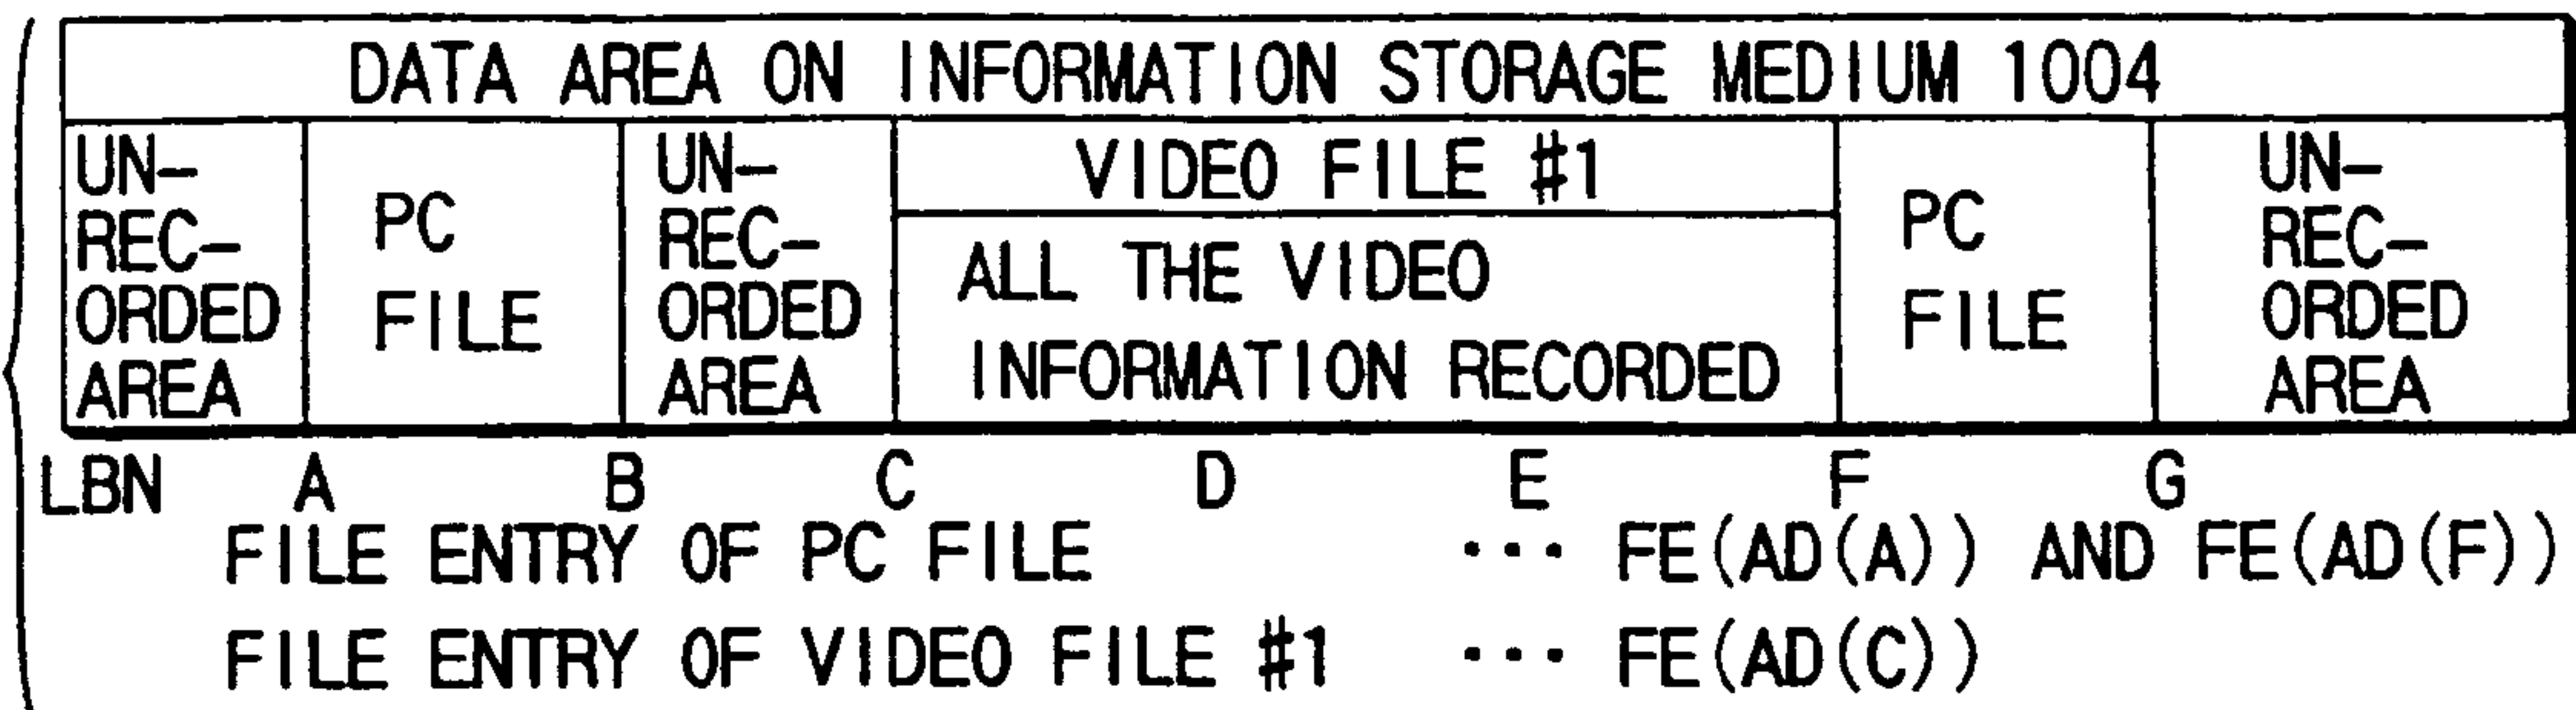 DATA AREA ON INFORMATION STORAGE MEDIUM 1004
UN-
REC-
ORDED
AREA
PC
FILE
UN-
REC-
ORDED
AREA
VIDEO FILE #1
ALL THE VIDEO
INFORMATION RECORDED
PC
FILE
UN-
REC-
ORDED
AREA
LBN A B C D E F G
FILE ENTRY OF PC FILE ··· FE(AD(A)) AND FE(AD(F))
FILE ENTRY OF VIDEO FILE #1 ··· FE(AD(C))